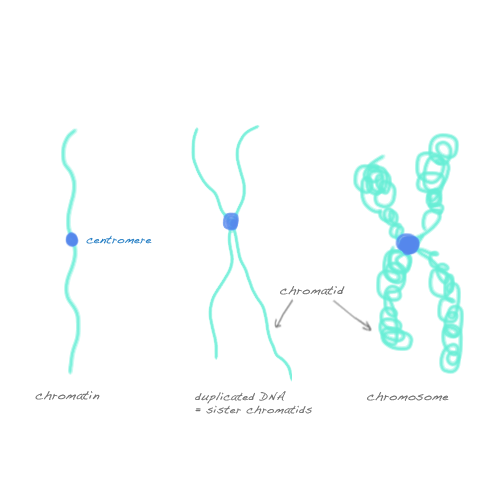 centromere
chromatid
chromatin
duplicated DNA
= sister chromatids
chromosome